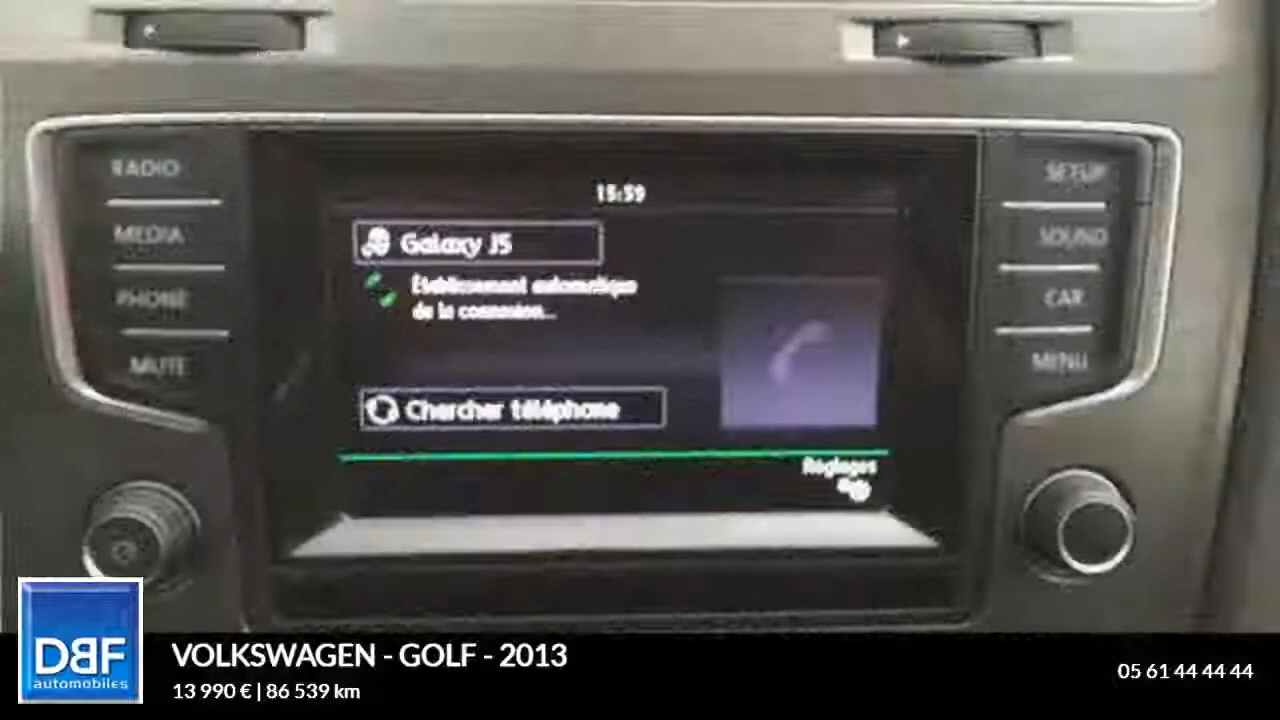 RADIO
MEDIA
PHONE
MUTE
15:59
Galaxy J5
Établissement automatique
de la connexion...
Chercher téléphone
Réglages
SETUP
SOUND
CAR
MENU
DBF
automobiles
VOLKSWAGEN - GOLF - 2013
13 990 € | 86 539 km
05 61 44 44 44